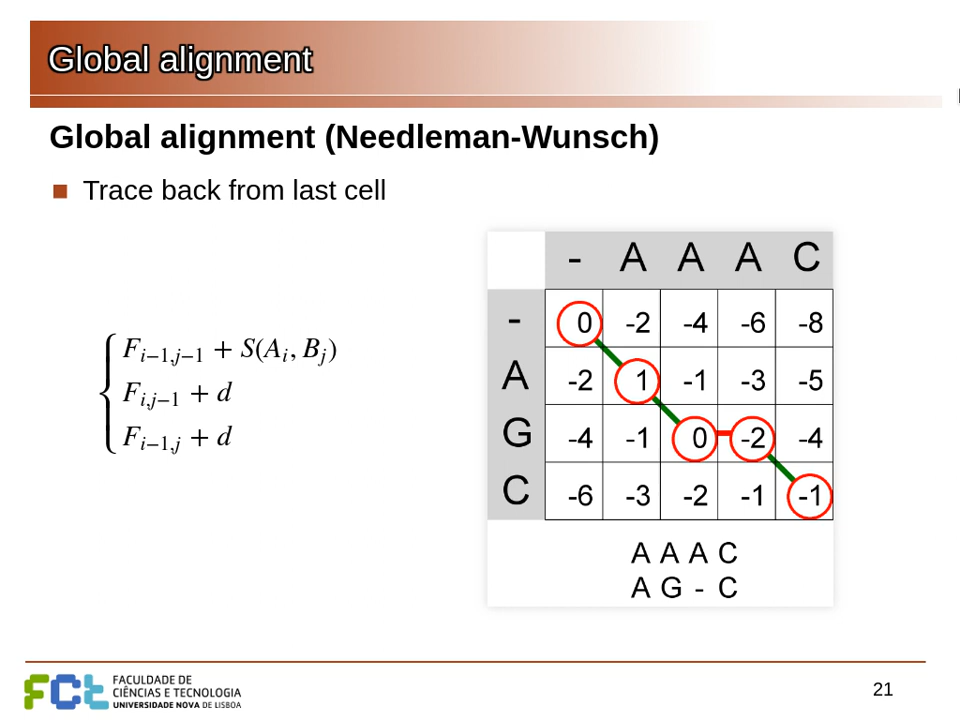 Global alignment
Global alignment (Needleman-Wunsch)
Trace back from last cell
F_{i−1,j−1} + S(A_i, B_j)
F_{i,j−1} + d
F_{i−1,j} + d
- A A A C
- 0 -2 -4 -6 -8
A -2 1 -1 -3 -5
G -4 -1 0 -2 -4
C -6 -3 -2 -1 -1
A A A C
A G - C
FCt
FACULDADE DE
CIÊNCIAS E TECNOLOGIA
UNIVERSIDADE NOVA DE LISBOA
21